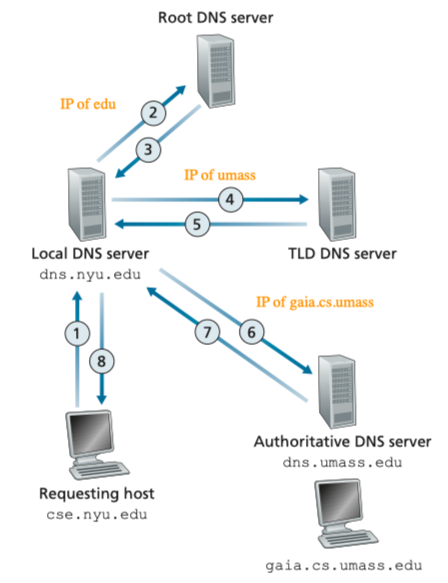 Root DNS server
IP of edu
2
3
IP of umass
4
5
Local DNS server
dns.nyu.edu
TLD DNS server
IP of gaia.cs.umass
1
8
7
6
Requesting host
cse.nyu.edu
Authoritative DNS server
dns.umass.edu
gaia.cs.umass.edu